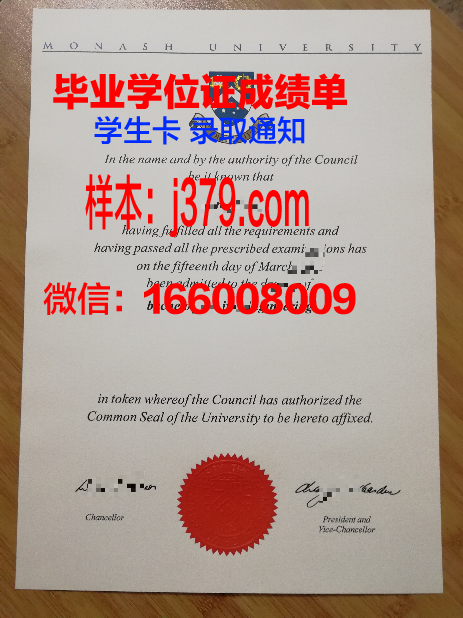 MONASH UNIVERSITY
毕业学位证成绩单
学生卡 录取通知
In the name and by the authority of the Council
be it known that
样本：j379.com
having fulfilled all the requirements and
having passed all the prescribed has
on the fifteenth day of March
微信：166008009
been admitted to the of
in token whereof the Council has authorized the
Common Seal of the University to be hereto affixed.
Chancellor
President and
Vice-Chancellor